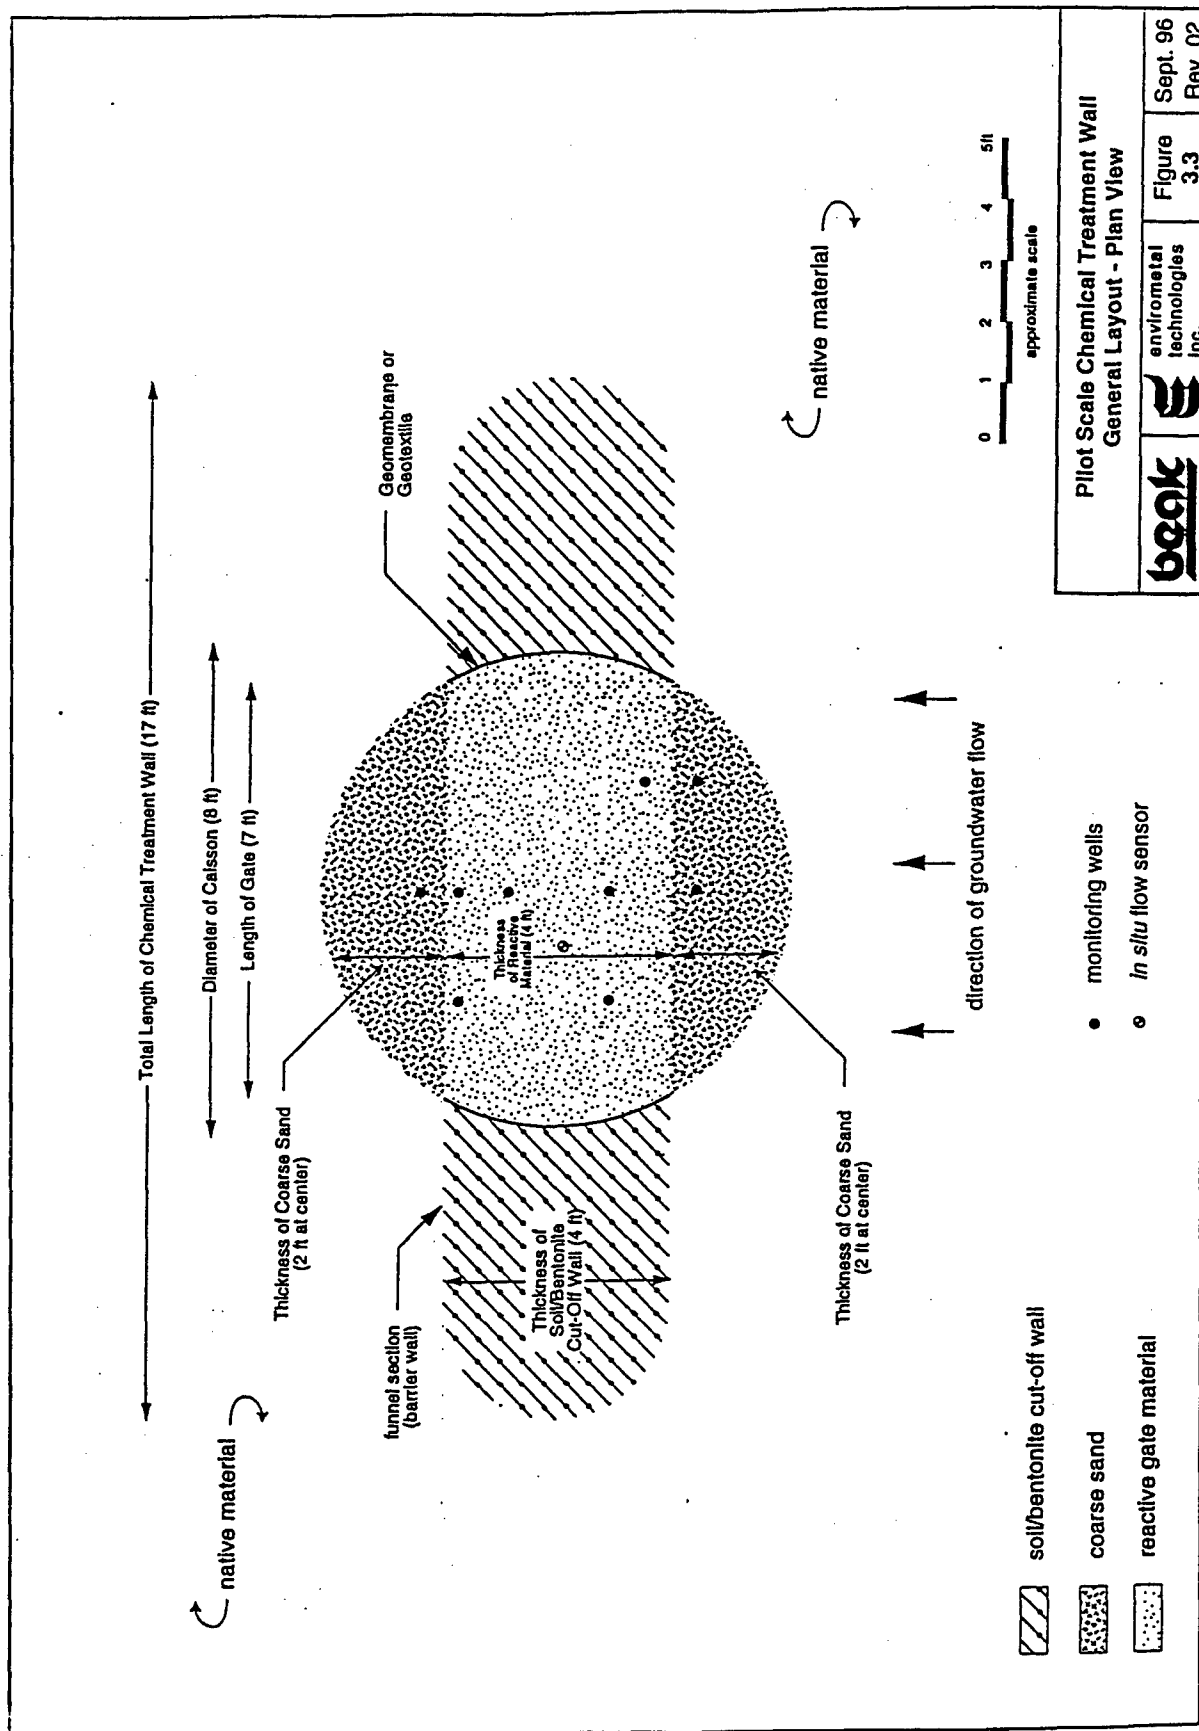 Total Length of Chemical Treatment Wall (17 ft)
Diameter of Caisson (8 ft)
Length of Gate (7 ft)
native material
Thickness of Coarse Sand
(2 ft at center)
Geomembrane or
Geotextile
funnel section
(barrier wall)
Thickness of
Soil/Bentonite
Cut-Off Wall (4 ft)
Thickness
of Reactive
Material (4 ft)
native material
Thickness of Coarse Sand
(2 ft at center)
direction of groundwater flow
0 1 2 3 4 5ft
approximate scale
soil/bentonite cut-off wall
coarse sand
reactive gate material
monitoring wells
In situ flow sensor
Pilot Scale Chemical Treatment Wall
General Layout - Plan View
beak
envirometal
technologies
inc.
Figure
3.3
Sept. 96
Rev. 02